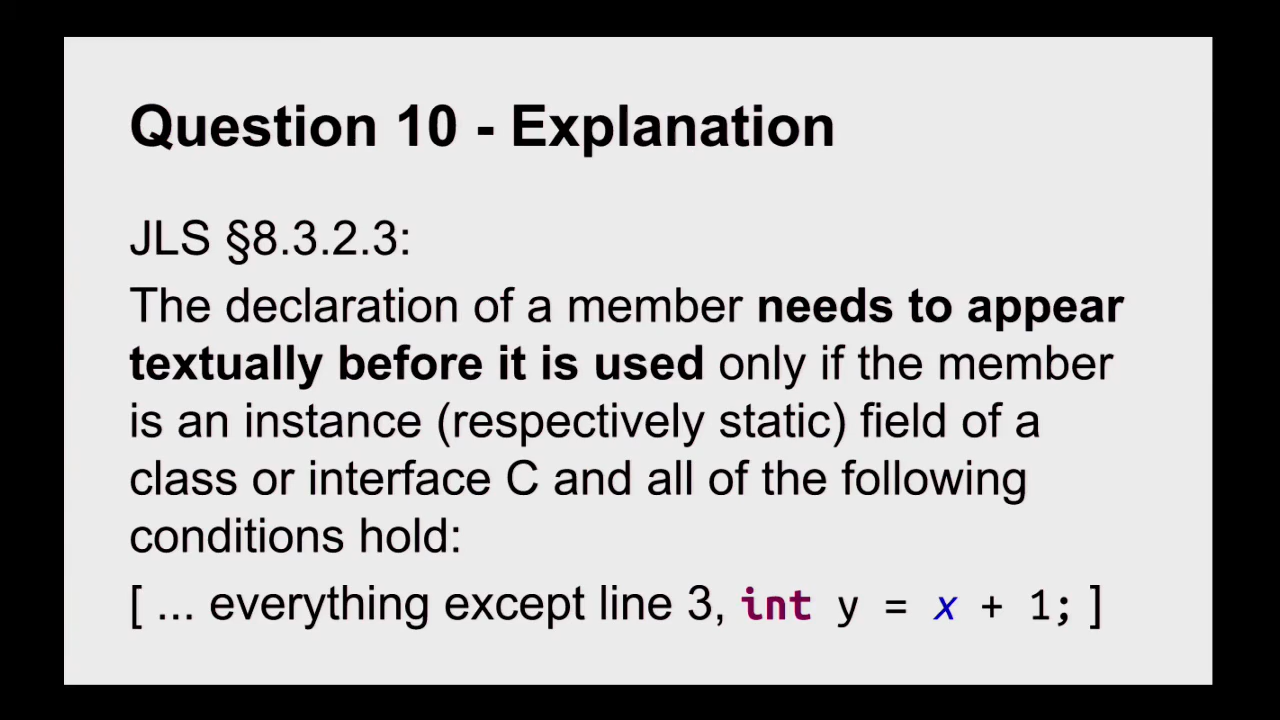 Question 10 - Explanation
JLS §8.3.2.3:
The declaration of a member needs to appear
textually before it is used only if the member
is an instance (respectively static) field of a
class or interface C and all of the following
conditions hold:
[ ... everything except line 3, int y = x + 1; ]